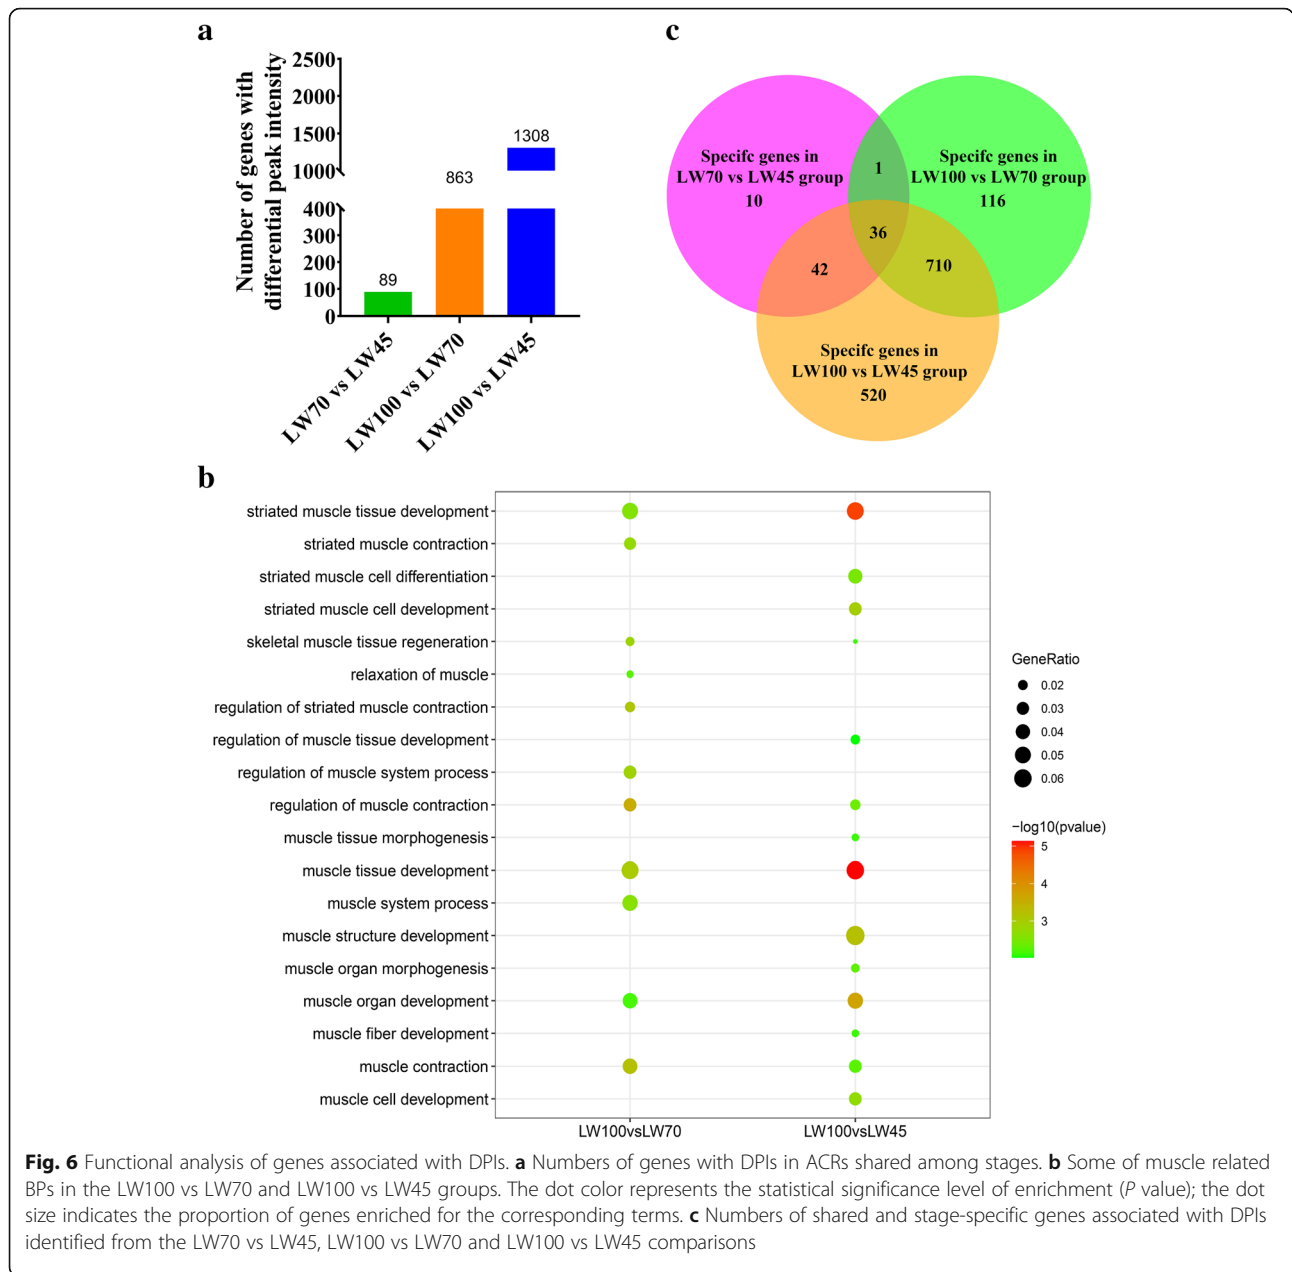 a
Number of genes with
differential peak intensity
2500
2000
1500
1000
400
300
200
100
0
89
863
1308
LW70 vs LW45
LW100 vs LW70
LW100 vs LW45
c
Specifc genes in
LW70 vs LW45 group
10
1
Specifc genes in
LW100 vs LW70 group
116
36
42
710
Specifc genes in
LW100 vs LW45 group
520
b
striated muscle tissue development
striated muscle contraction
striated muscle cell differentiation
striated muscle cell development
skeletal muscle tissue regeneration
relaxation of muscle
regulation of striated muscle contraction
regulation of muscle tissue development
regulation of muscle system process
regulation of muscle contraction
muscle tissue morphogenesis
muscle tissue development
muscle system process
muscle structure development
muscle organ morphogenesis
muscle organ development
muscle fiber development
muscle contraction
muscle cell development
LW100vsLW70
LW100vsLW45
GeneRatio
0.02
0.03
0.04
0.05
0.06
−log10(pvalue)
5
4
3
Fig. 6 Functional analysis of genes associated with DPIs. a Numbers of genes with DPIs in ACRs shared among stages. b Some of muscle related
BPs in the LW100 vs LW70 and LW100 vs LW45 groups. The dot color represents the statistical significance level of enrichment (P value); the dot
size indicates the proportion of genes enriched for the corresponding terms. c Numbers of shared and stage-specific genes associated with DPIs
identified from the LW70 vs LW45, LW100 vs LW70 and LW100 vs LW45 comparisons